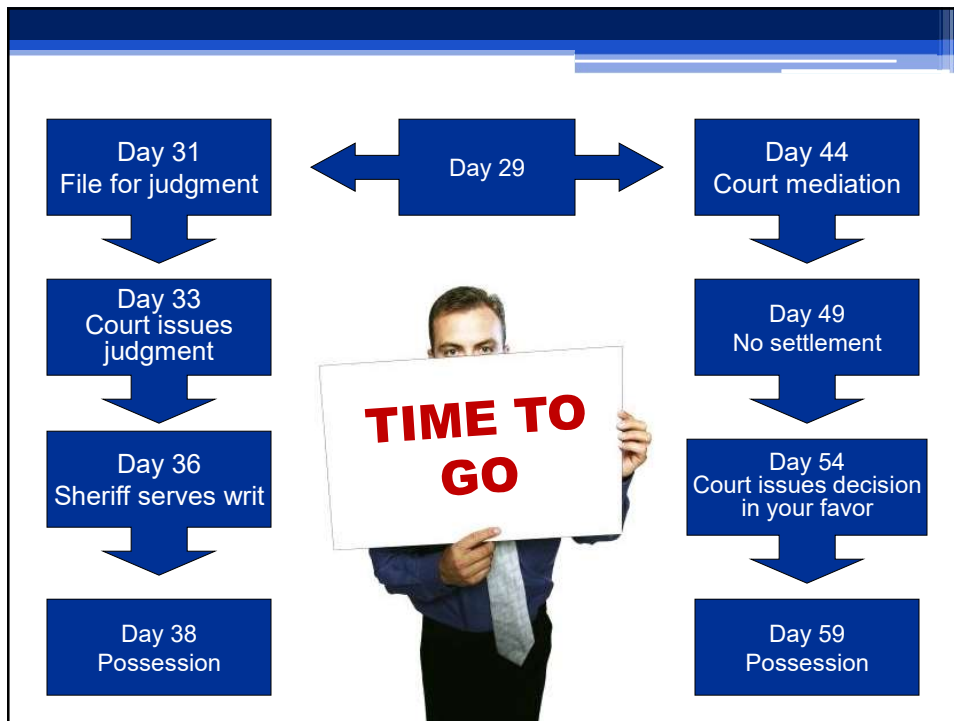 Day 31
File for judgment
Day 33
Court issues
judgment
Day 36
Sheriff serves writ
Day 38
Possession
Day 29
TIME TO
GO
Day 44
Court mediation
Day 49
No settlement
Day 54
Court issues decision
in your favor
Day 59
Possession